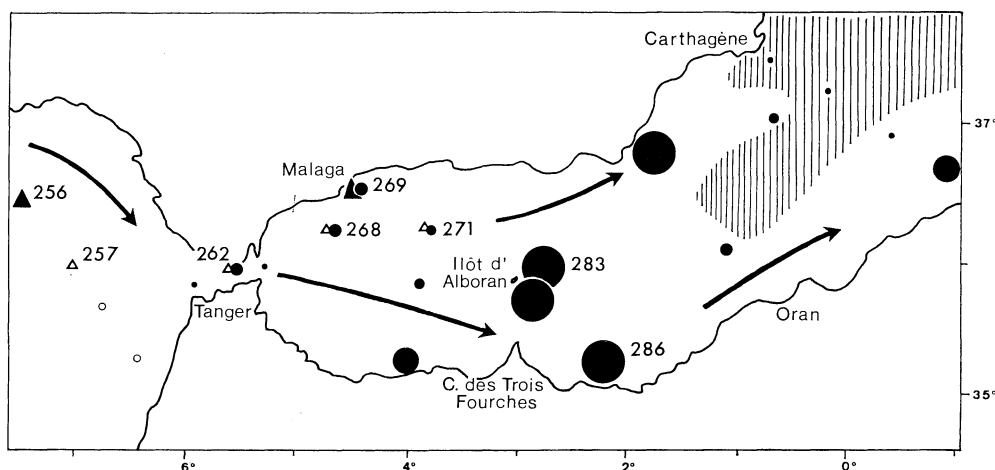 Carthagène
37°
Malaga
269
256
268
271
257
262
Ilôt d'
Alboran
283
Tanger
Oran
286
C. des Trois
Fourches
35°
6°
4°
2°
0°